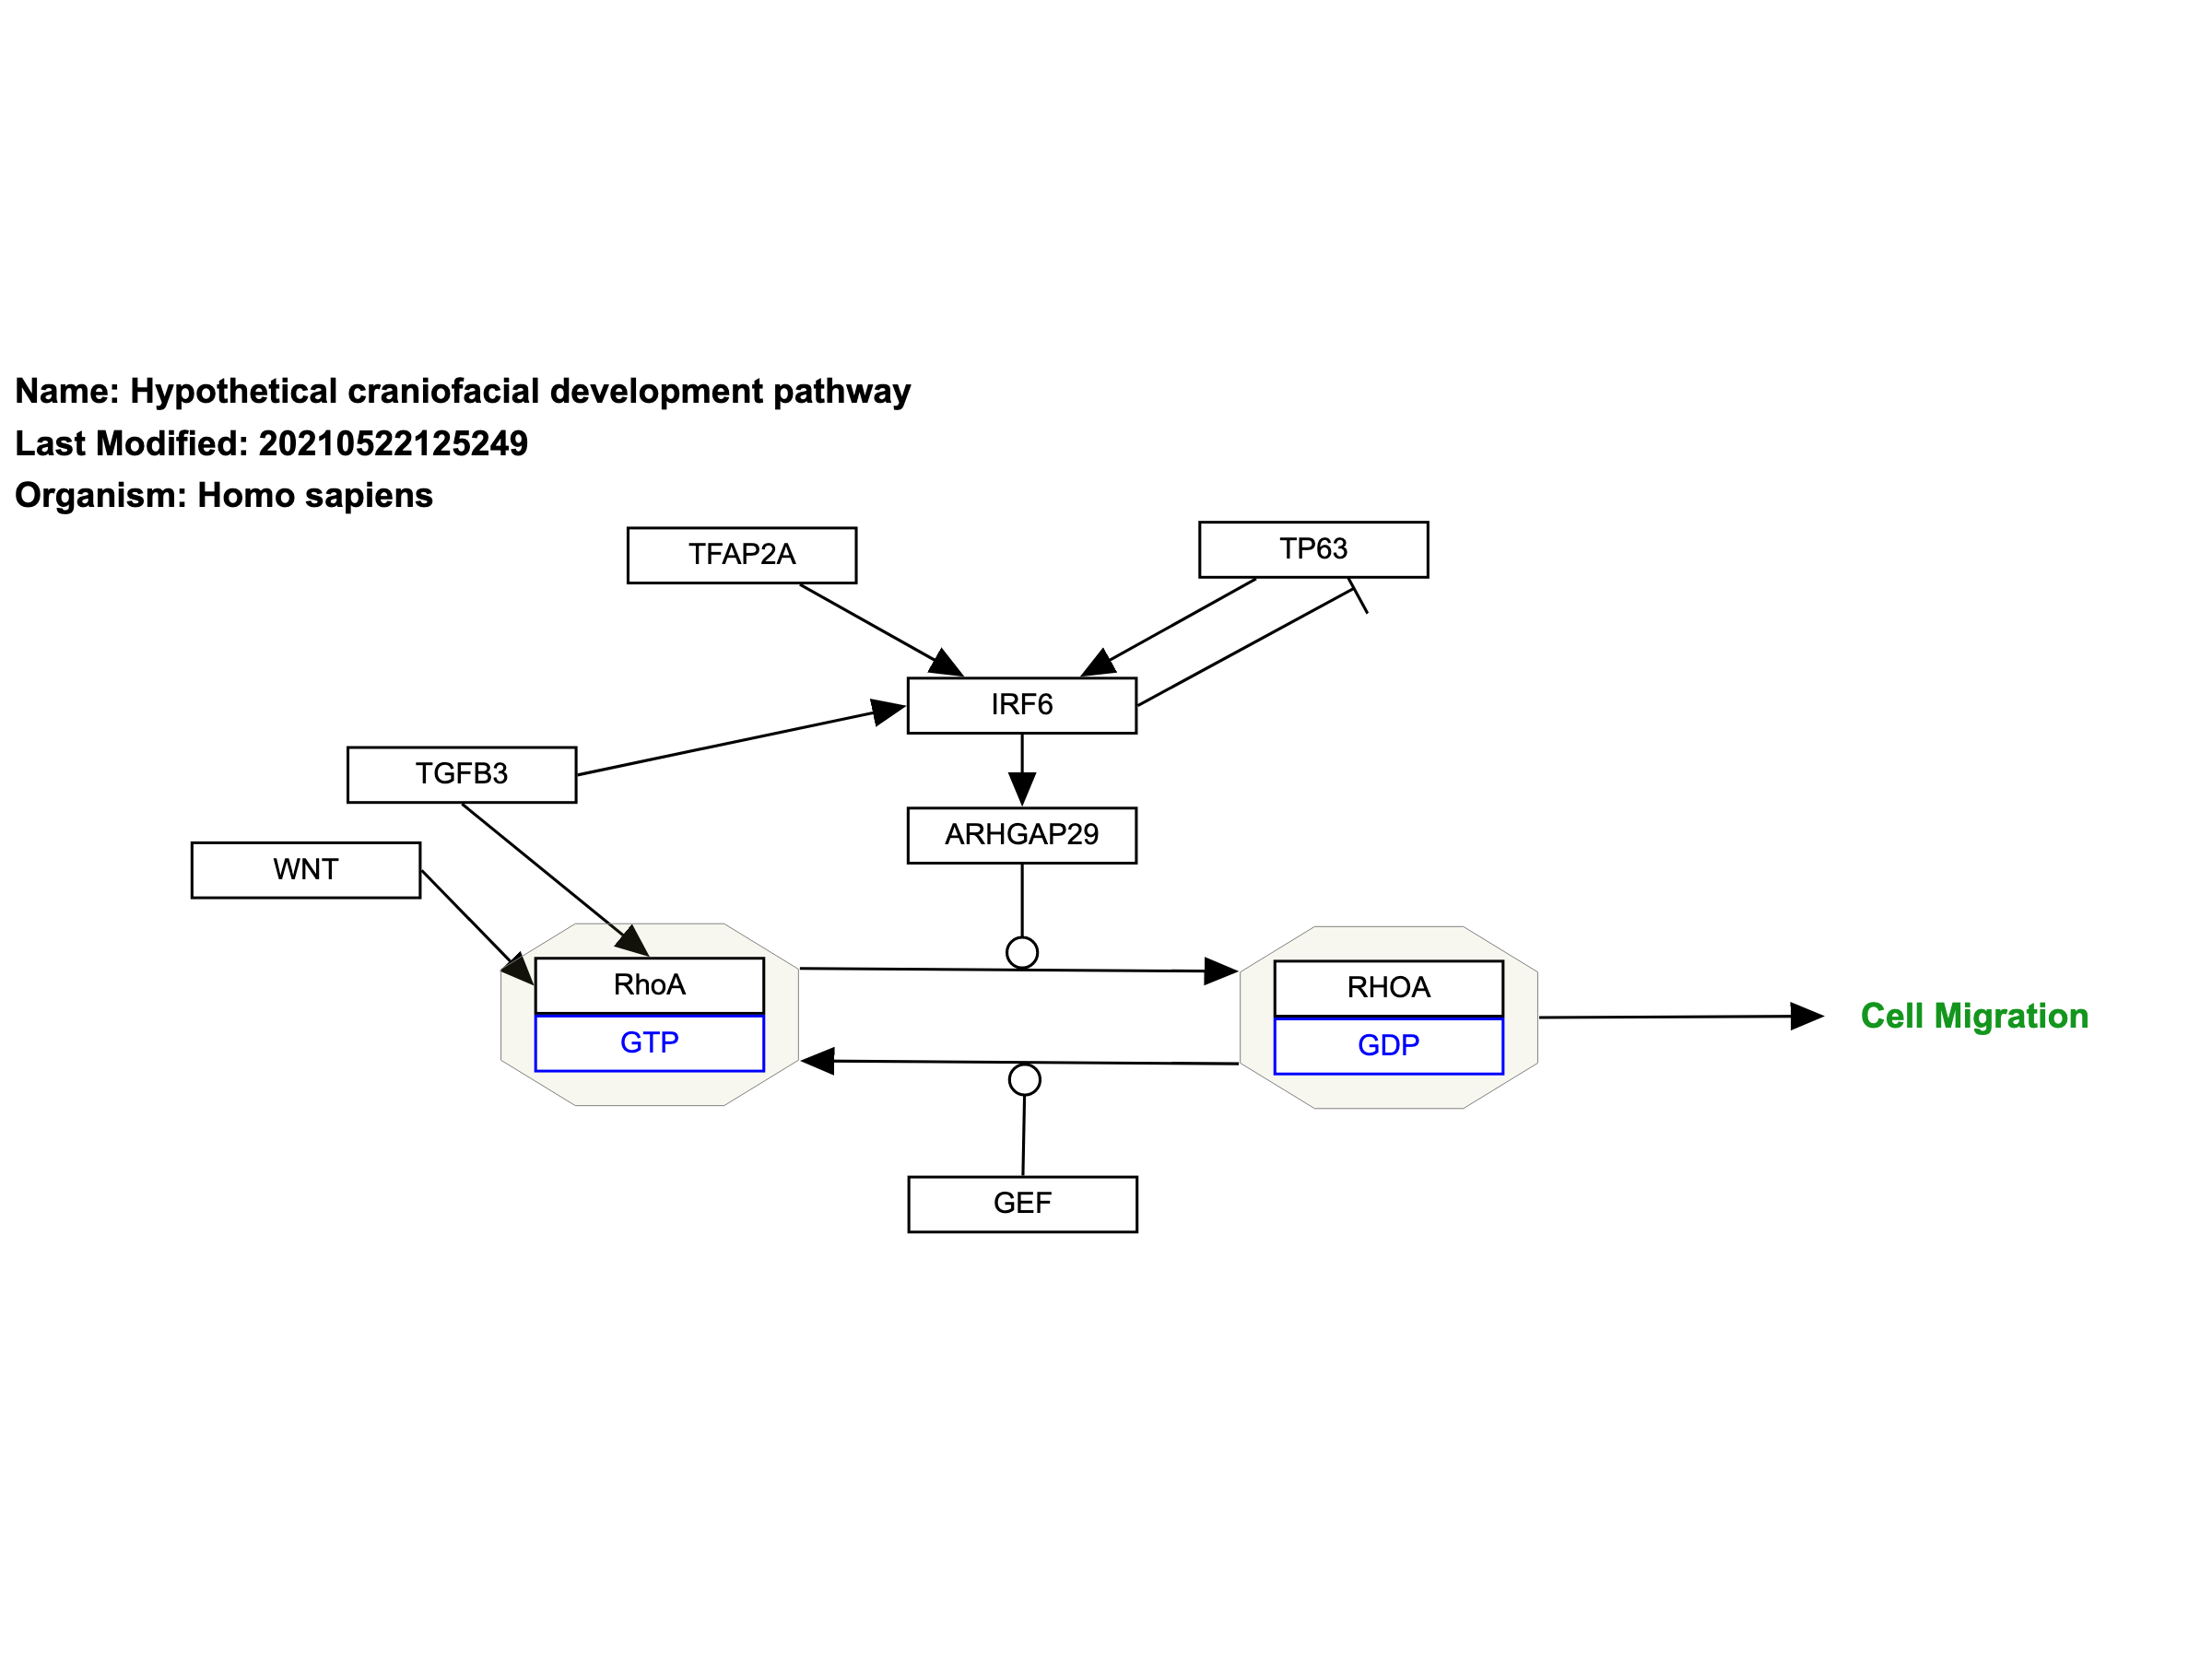 Name: Hypothetical craniofacial development pathway
Last Modified: 20210522125249
Organism: Homo sapiens
TFAP2A
TP63
IRF6
TGFB3
ARHGAP29
WNT
RhoA
GTP
RHOA
GDP
Cell Migration
GEF